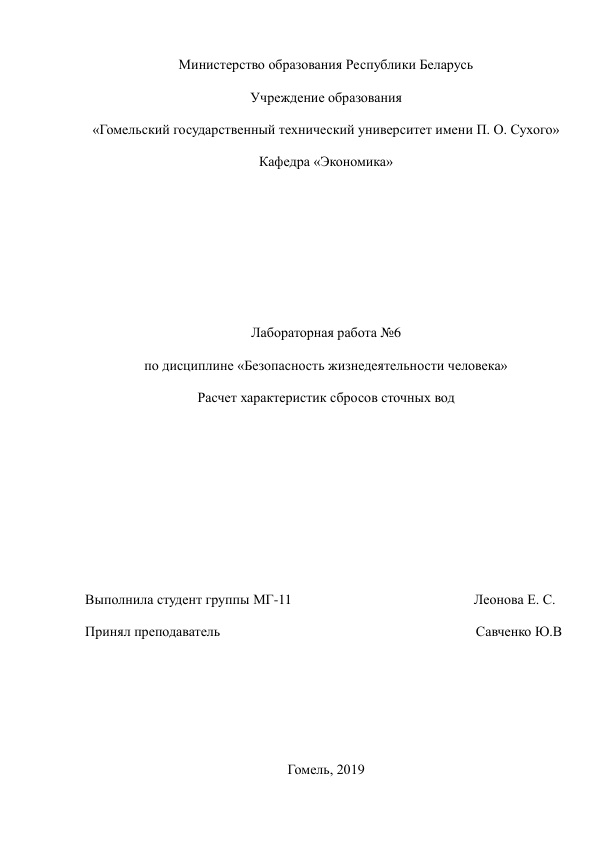 Министерство образования Республики Беларусь
Учреждение образования
«Гомельский государственный технический университет имени П. О. Сухого»
Кафедра «Экономика»
Лабораторная работа №6
по дисциплине «Безопасность жизнедеятельности человека»
Расчет характеристик сбросов сточных вод
Выполнила студент группы МГ-11 Леонова Е. С.
Принял преподаватель Савченко Ю.В
Гомель, 2019